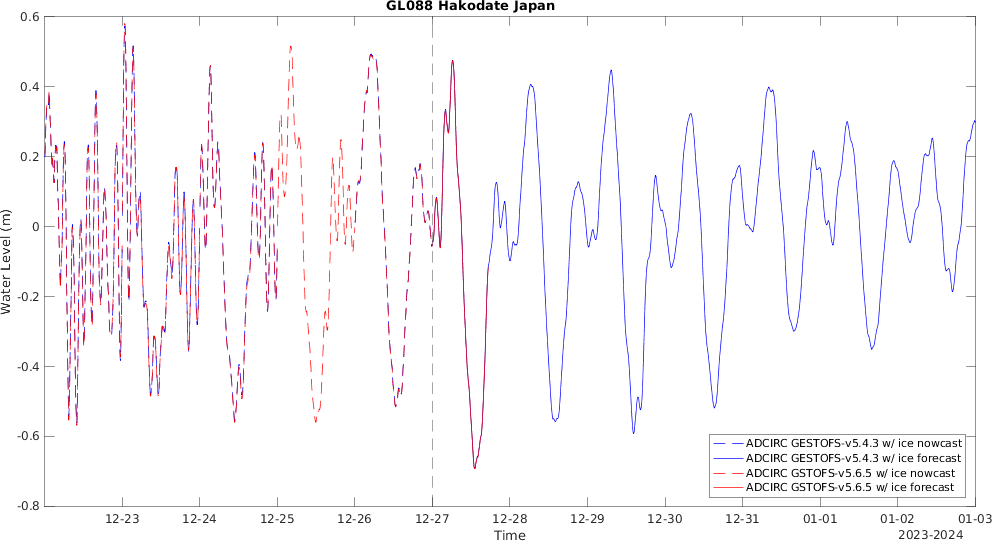 GL088 Hakodate Japan
0.6
0.4
0.2
0
-0.2
-0.4
-0.6
-0.8
Water Level (m)
ADCIRC GESTOFS-v5.4.3 w/ ice nowcast
ADCIRC GESTOFS-v5.4.3 w/ ice forecast
ADCIRC GSTOFS-v5.6.5 w/ ice nowcast
ADCIRC GSTOFS-v5.6.5 w/ ice forecast
12-23 12-24 12-25 12-26 12-27 12-28 12-29 12-30 12-31 01-01 01-02 01-03
Time
2023-2024